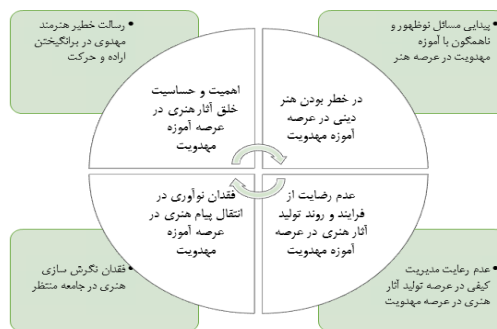 پیدایی مسائل نوظهور و
ناهمگون با آموزه
مهدویت در عرصه هنر
رسالت خطیر هنرمند
مهدوی در برانگیختن
اراده و حرکت
در خطر بودن هنر
دینی در عرصه
آموزه مهدویت
اهمیت و حساسیت
خلق آثار هنری در
عرصه آموزه
مهدویت
عدم رضایت از
فرایند و روند تولید
آثار هنری در عرصه
آموزه مهدویت
فقدان نوآوری در
انتقال پیام هنری در
عرصه آموزه
مهدویت
عدم رعایت مدیریت
کیفی در عرصه تولید آثار
هنری در عرصه مهدویت
فقدان نگرش سازی
هنری در جامعه منتظر